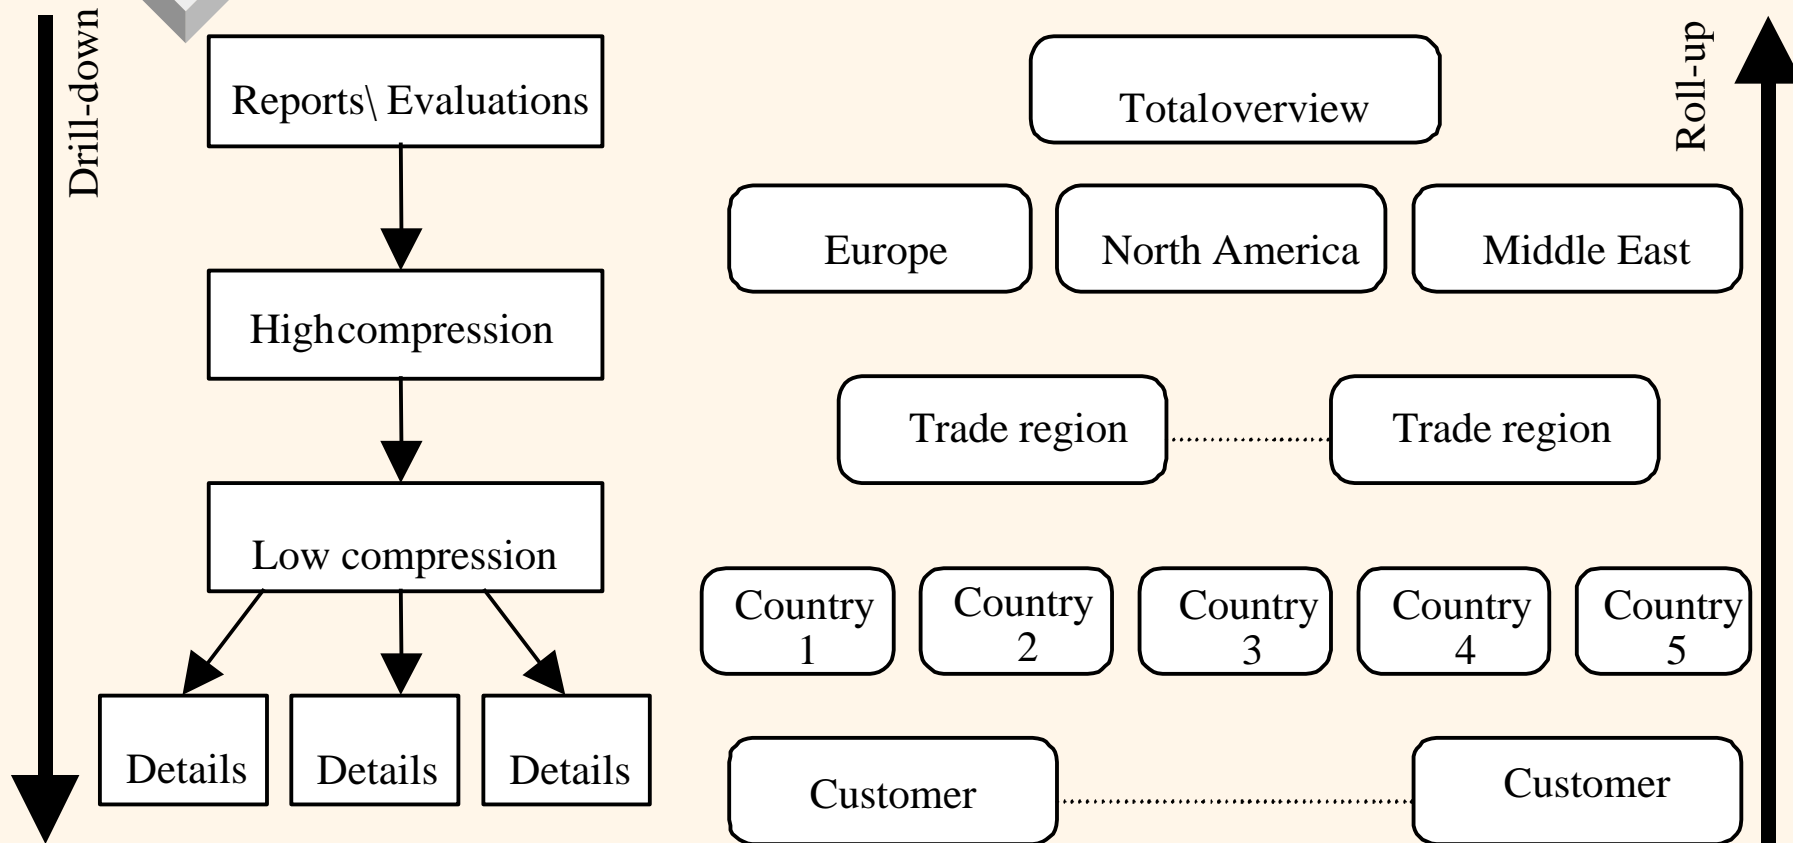 Drill-down
Reports\ Evaluations
Highcompression
Low compression
Details
Details
Details
Totaloverview
Europe
North America
Middle East
Trade region
Trade region
Country
1
Country
2
Country
3
Country
4
Country
5
Customer
Customer
Roll-up